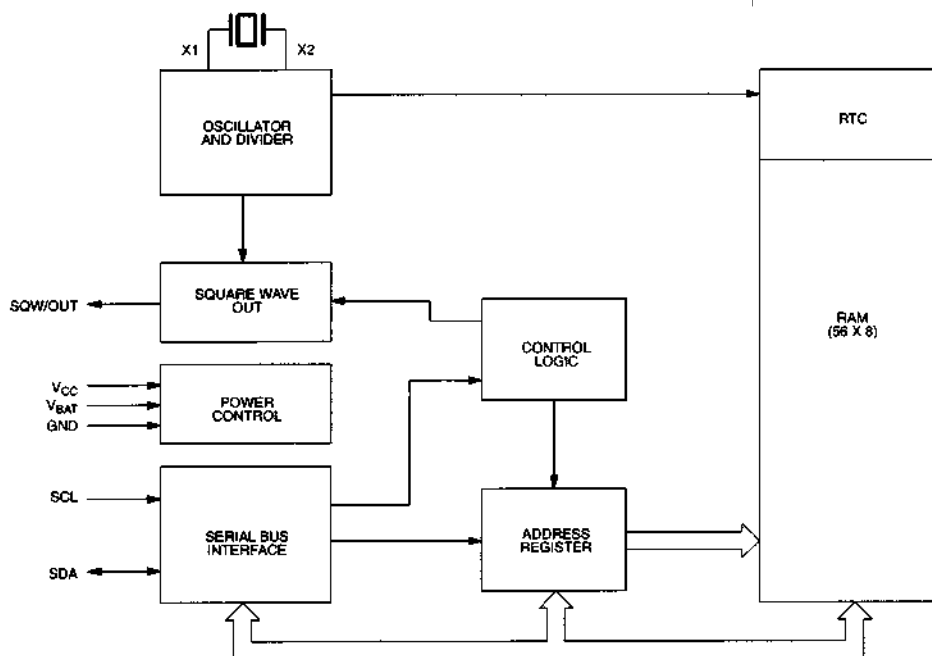 X1
X2
OSCILLATOR
AND DIVIDER
RTC
SQW/OUT
SQUARE WAVE
OUT
CONTROL
LOGIC
RAM
(56 X 8)
VCC
VBAT
GND
POWER
CONTROL
SCL
SDA
SERIAL BUS
INTERFACE
ADDRESS
REGISTER